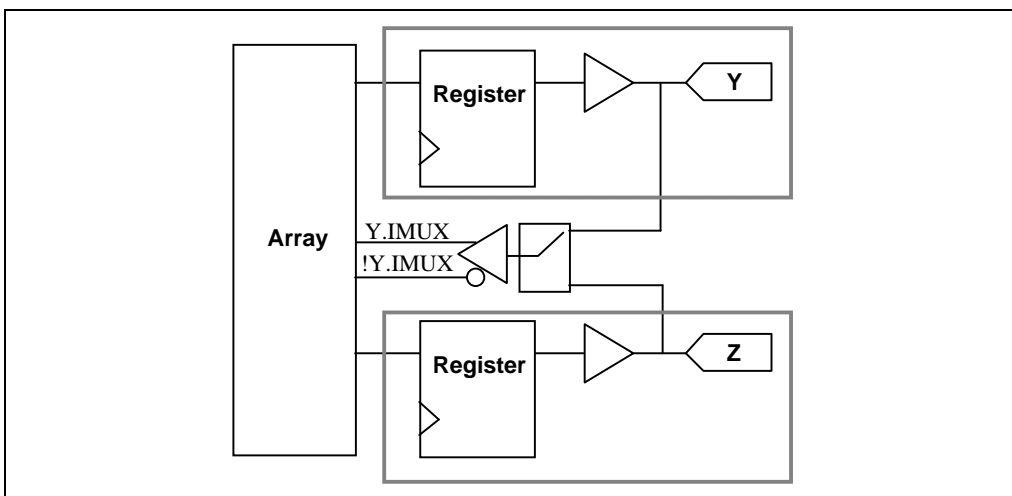 Register
Y
Array
Y.IMUX
!Y.IMUX
Register
Z